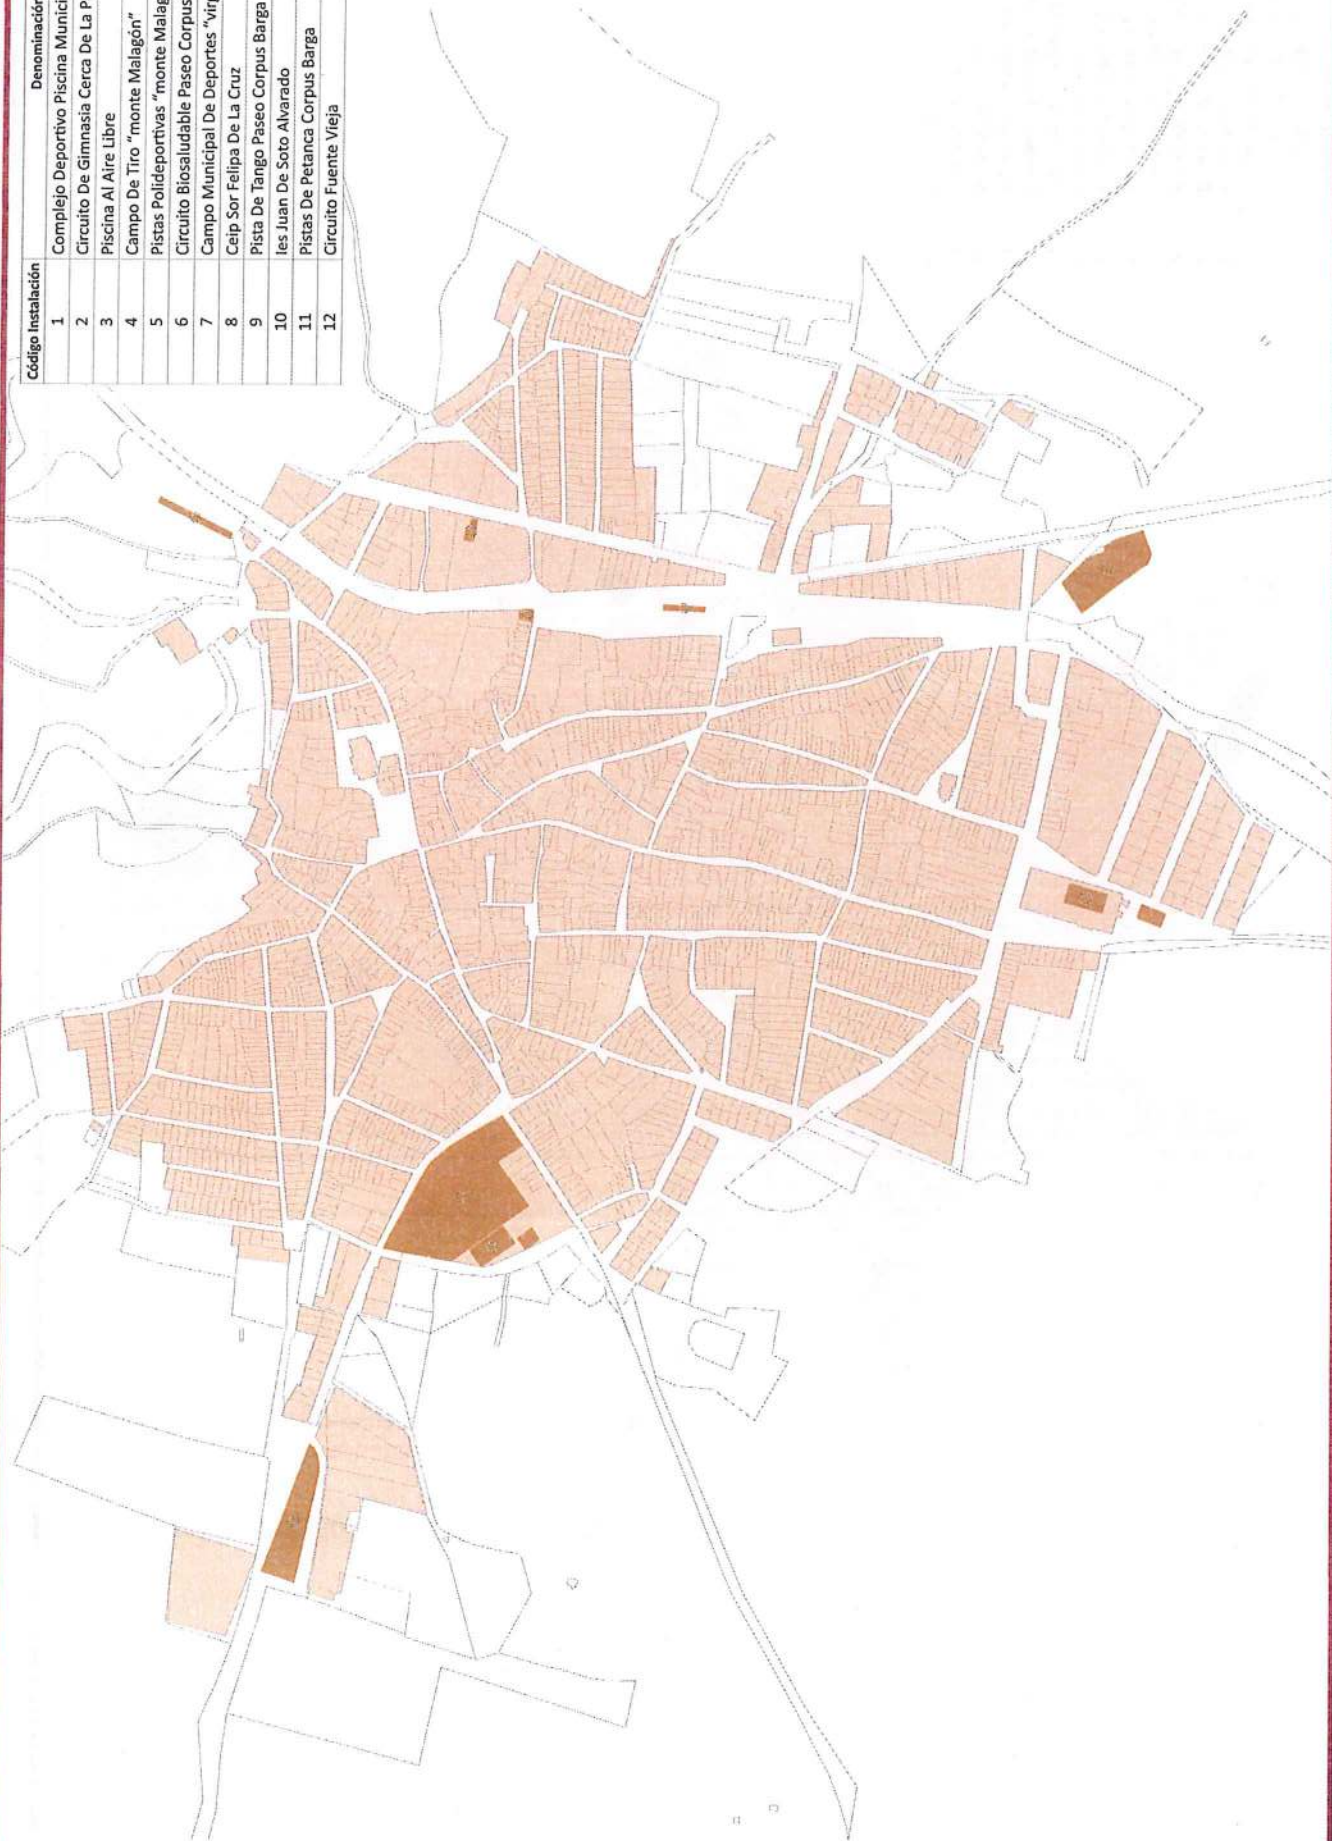 Código Instalación Denominación
1 Complejo Deportivo Piscina Munici
2 Circuito De Gimnasia Cerca De La P
3 Piscina Al Aire Libre
4 Campo De Tiro "monte Malagón"
5 Pistas Polideportivas "monte Malag
6 Circuito Biosaludable Paseo Corpus
7 Campo Municipal De Deportes "virg
8 Ceip Sor Felipa De La Cruz
9 Pista De Tango Paseo Corpus Barga
10 Ies Juan De Soto Alvarado
11 Pistas De Petanca Corpus Barga
12 Circuito Fuente Vieja